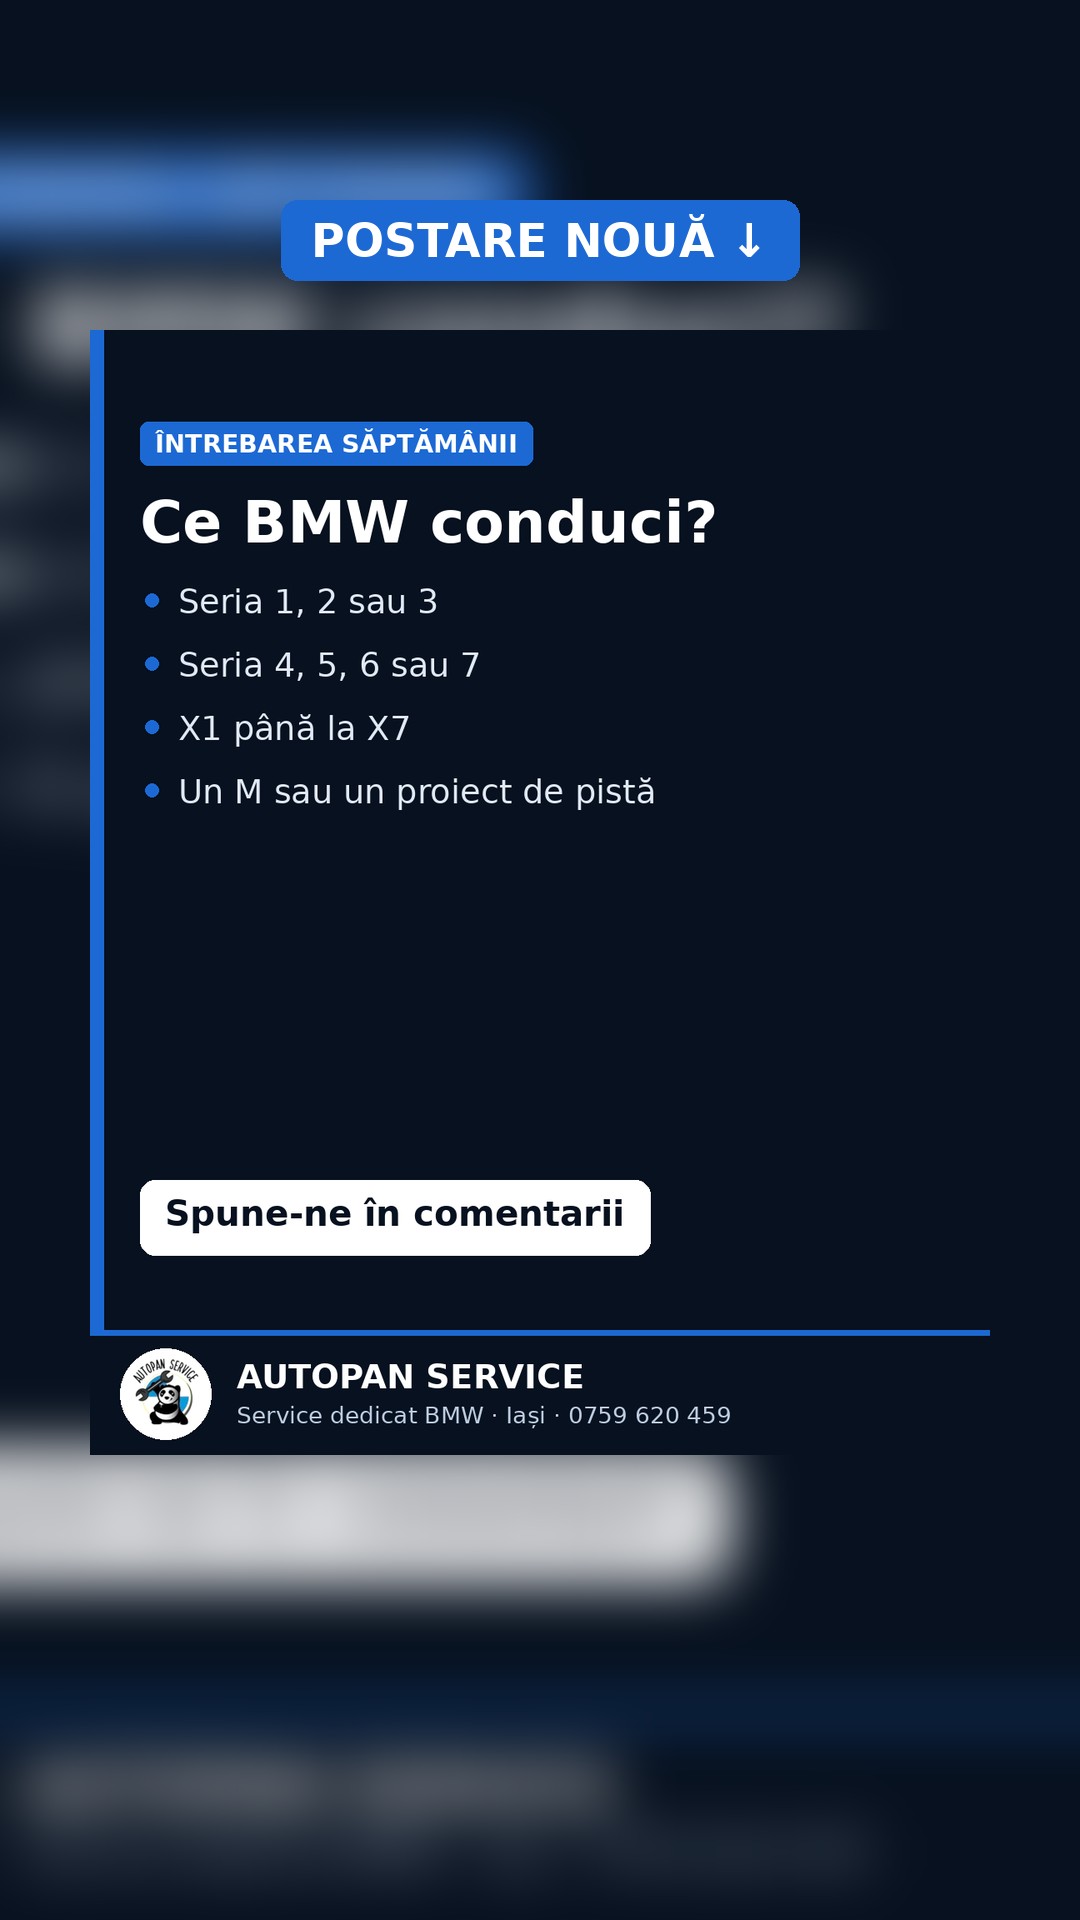 POSTARE NOUĂ ↓
ÎNTREBAREA SĂPTĂMÂNII
Ce BMW conduci?
• Seria 1, 2 sau 3
• Seria 4, 5, 6 sau 7
• X1 până la X7
• Un M sau un proiect de pistă
Spune-ne în comentarii
AUTOPAN SERVICE
AUTOPAN SERVICE
Service dedicat BMW · Iași · 0759 620 459